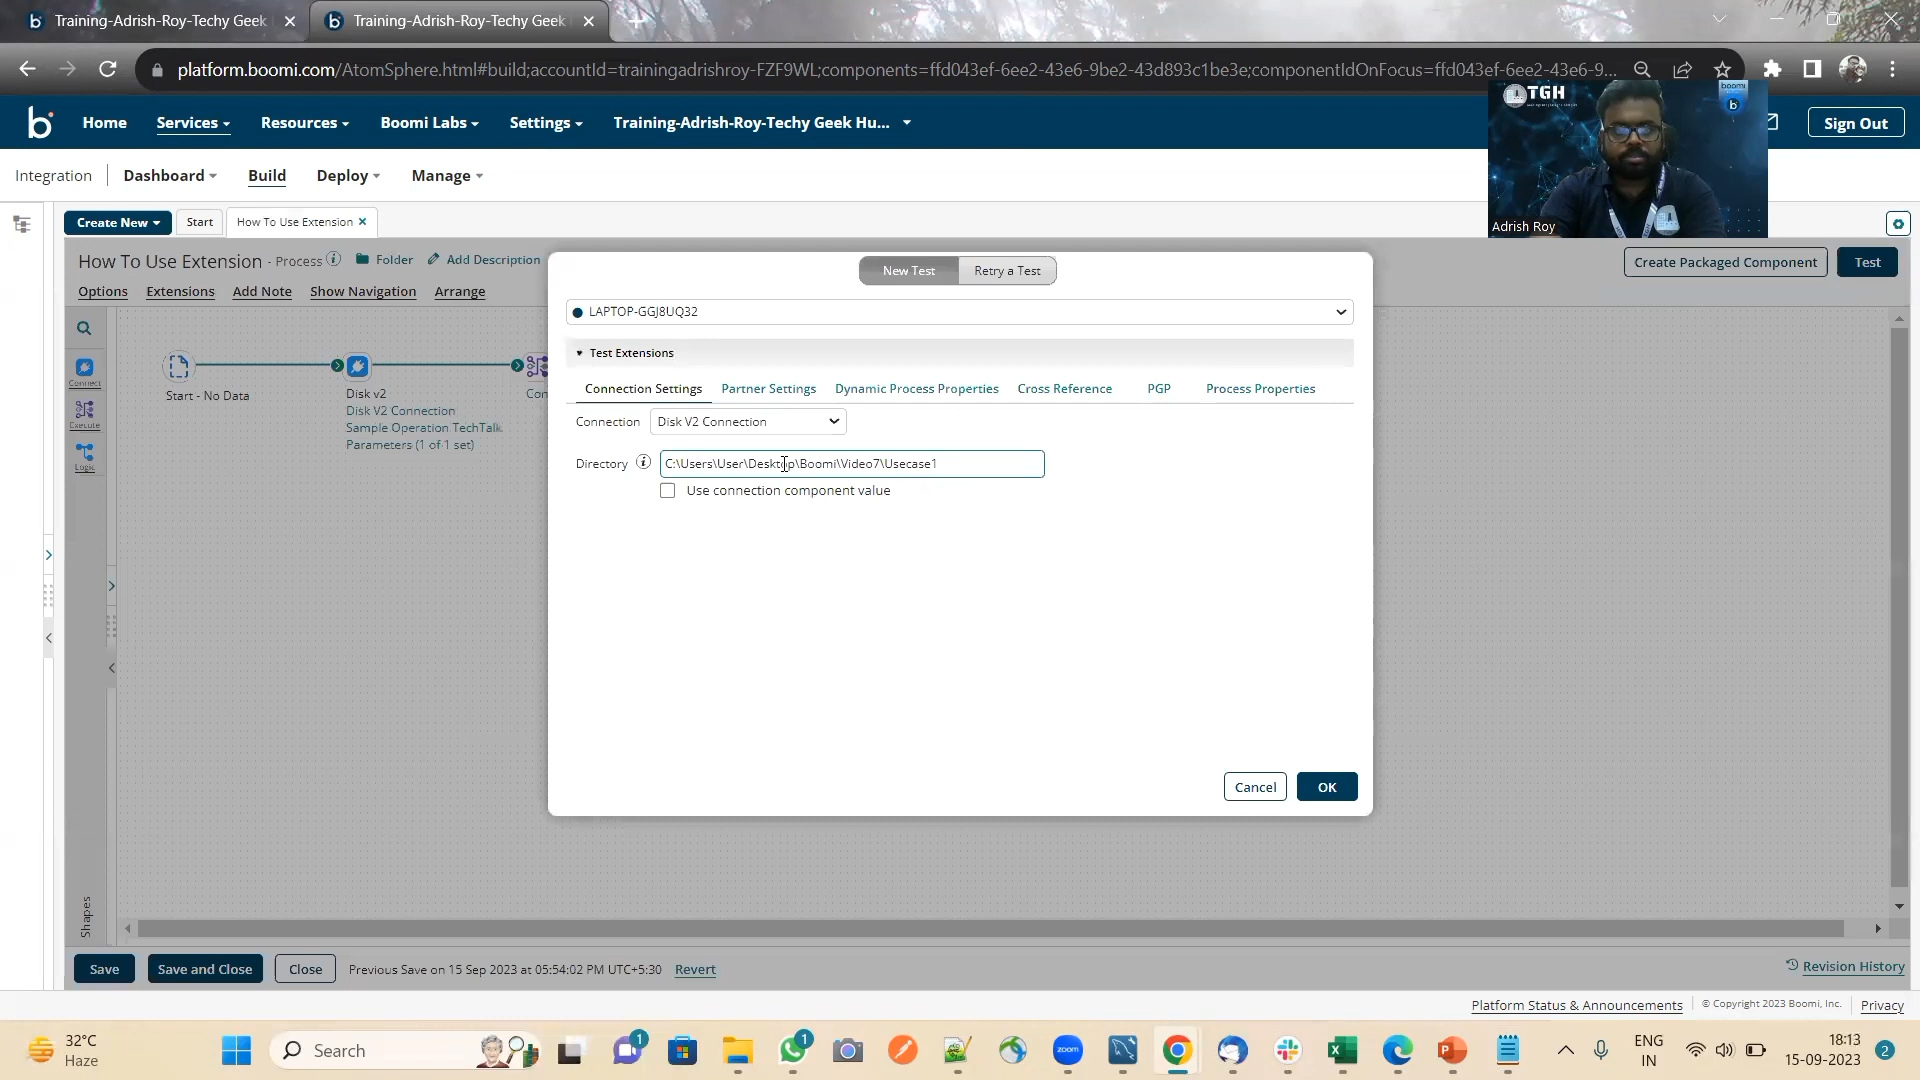 Training-Adrish-Roy-Techy Geek
Training-Adrish-Roy-Techy Geek
platform.boomi.com/AtomSphere.html#build;accountId=trainingadrishroy-FZF9WL;components=ffd043ef-6ee2-43e6-9be2-43d893c1be3e;componentIdOnFocus=ffd043ef-6ee2-43e6-9...
Home
Services
Resources
Boomi Labs
Settings
Training-Adrish-Roy-Techy Geek Hu...
Sign Out
TGH
boomi
b
Adrish Roy
Integration
Dashboard
Build
Deploy
Manage
Create New
Start
How To Use Extension
How To Use Extension - Process
Folder
Add Description
Create Packaged Component
Test
Options
Extensions
Add Note
Show Navigation
Arrange
New Test
Retry a Test
LAPTOP-GGJ8UQ32
Test Extensions
Connection Settings
Partner Settings
Dynamic Process Properties
Cross Reference
PGP
Process Properties
Connection
Disk V2 Connection
Directory
C:\Users\User\Desktop\Boomi\Video7\Usecase1
Use connection component value
Cancel
OK
Connect
Execute
Logic
Shapes
Start - No Data
Disk v2
Disk V2 Connection
Sample Operation TechTalk
Parameters (1 of 1 set)
Save
Save and Close
Close
Previous Save on 15 Sep 2023 at 05:54:02 PM UTC+5:30
Revert
Revision History
Platform Status & Announcements
© Copyright 2023 Boomi, Inc.
Privacy
32°C
Haze
Search
1
1
zoom
ENG
IN
18:13
15-09-2023
2